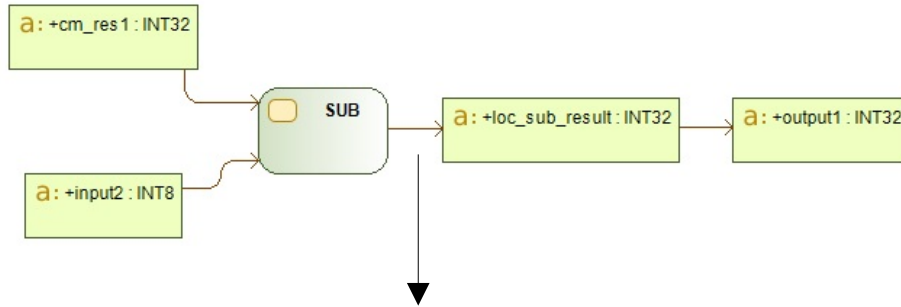 a: +cm_res1 : INT32
SUB
a: +loc_sub_result : INT32
a: +output1 : INT32
a: +input2 : INT8